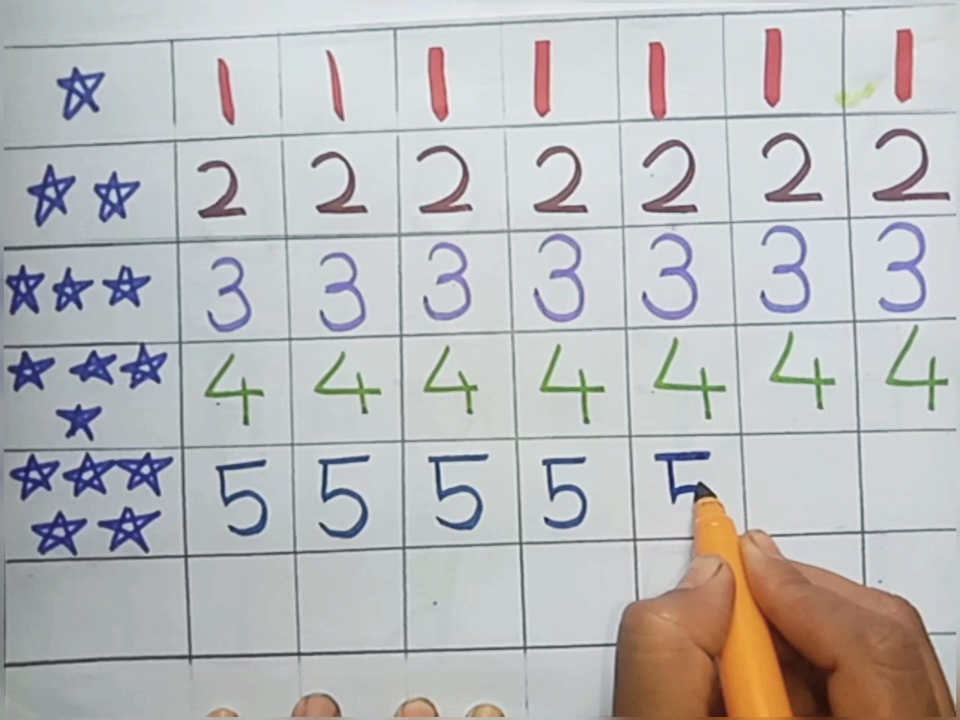 1 1 1 1 1 1 1
2 2 2 2 2 2 2
3 3 3 3 3 3 3
4 4 4 4 4 4 4
5 5 5 5 5